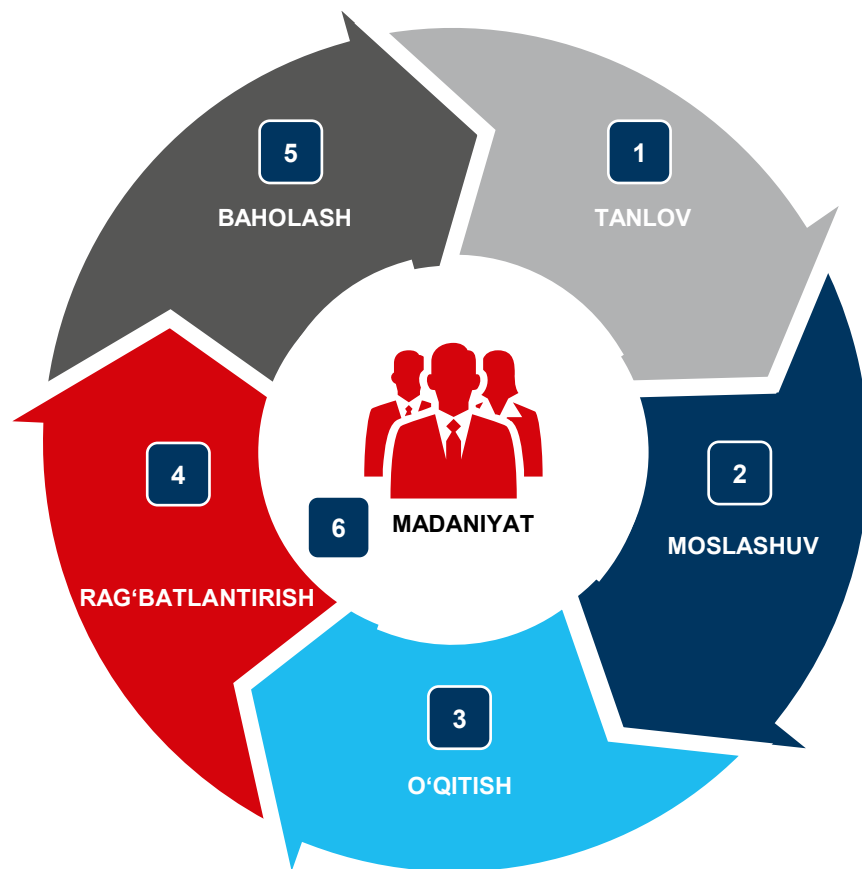 1
TANLOV
2
MOSLASHUV
3
O‘QITISH
4
RAG‘BATLANTIRISH
5
BAHOLASH
6
MADANIYAT